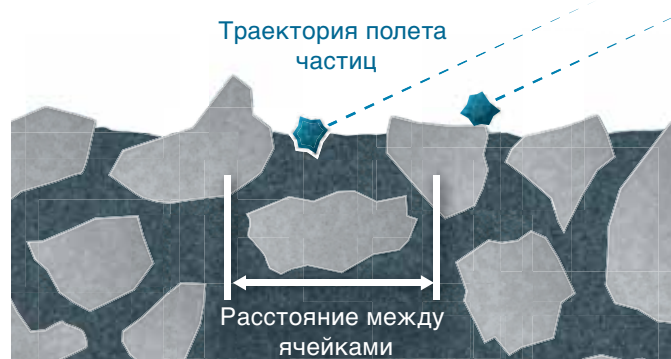 Траектория полета
частиц
Расстояние между
ячейками